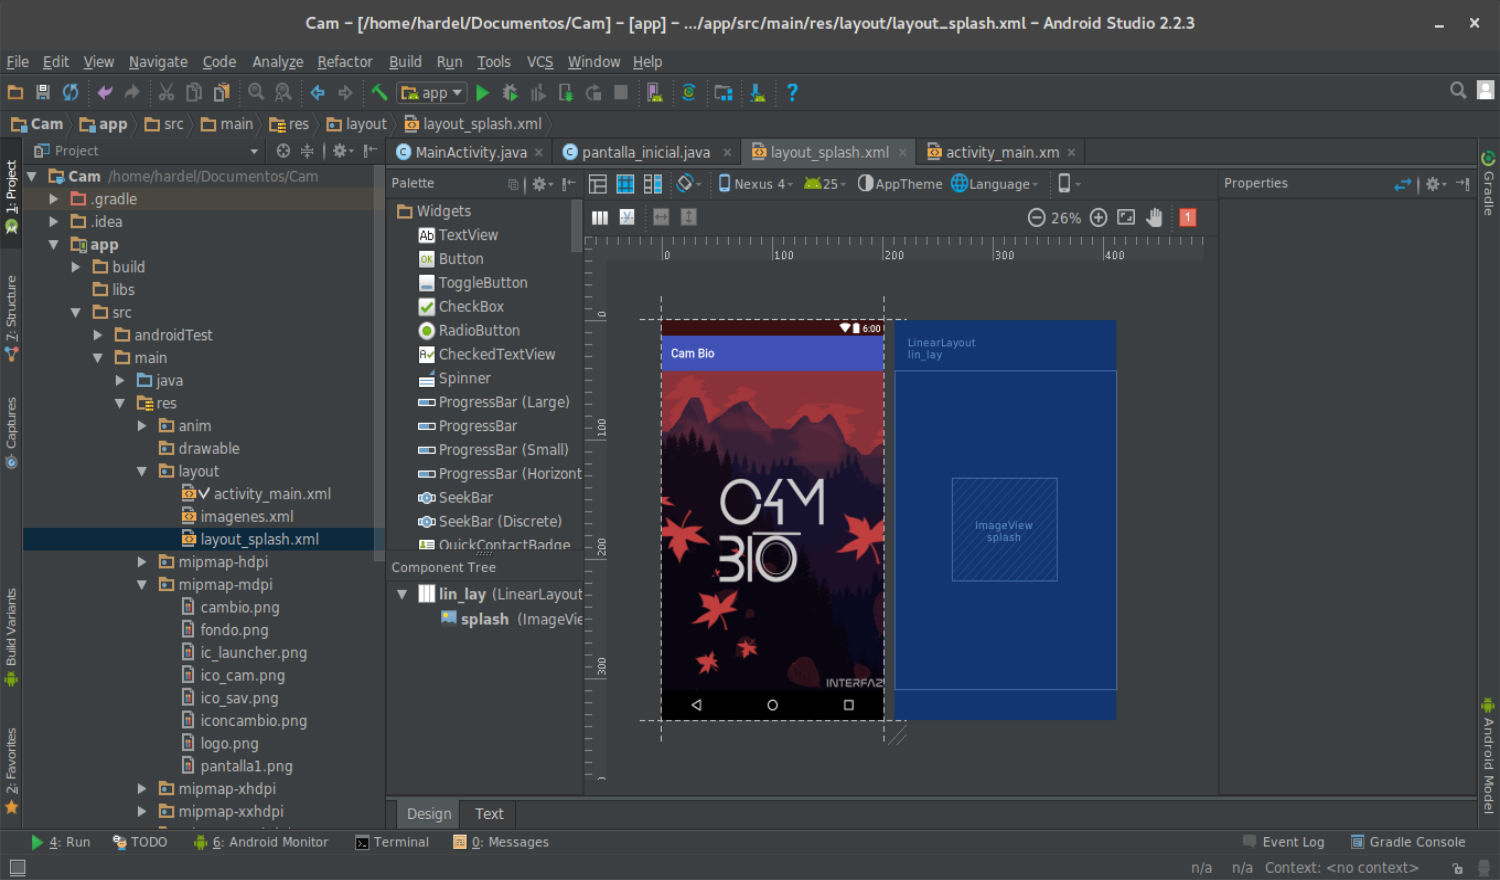 Cam – [/home/hardel/Documentos/Cam] – [app] – .../app/src/main/res/layout/layout_splash.xml – Android Studio 2.2.3
File Edit View Navigate Code Analyze Refactor Build Run Tools VCS Window Help
app
Cam app src main res layout layout_splash.xml
Project
MainActivity.java pantalla_inicial.java layout_splash.xml activity_main.xm
1: Project
7: Structure
Captures
Build Variants
2: Favorites
Cam /home/hardel/Documentos/Cam
.gradle
.idea
app
build
libs
src
androidTest
main
java
res
anim
drawable
layout
activity_main.xml
imagenes.xml
layout_splash.xml
mipmap-hdpi
mipmap-mdpi
cambio.png
fondo.png
ic_launcher.png
ico_cam.png
ico_sav.png
iconcambio.png
logo.png
pantalla1.png
mipmap-xhdpi
mipmap-xxhdpi
Palette
Widgets
TextView
Button
ToggleButton
CheckBox
RadioButton
CheckedTextView
Spinner
ProgressBar (Large)
ProgressBar
ProgressBar (Small)
ProgressBar (Horizont
SeekBar
SeekBar (Discrete)
QuickContactBadge
Component Tree
lin_lay (LinearLayout
splash (ImageVie
Nexus 4 25 AppTheme Language
26% 1
0 100 200 300 400
0
100
200
300
6:00
Cam Bio
C4M
BIO
INTERFAZ
LinearLayout
lin_lay
ImageView
splash
Properties
Gradle
Android Model
Design Text
4: Run TODO 6: Android Monitor Terminal 0: Messages Event Log Gradle Console
n/a n/a Context: <no context>